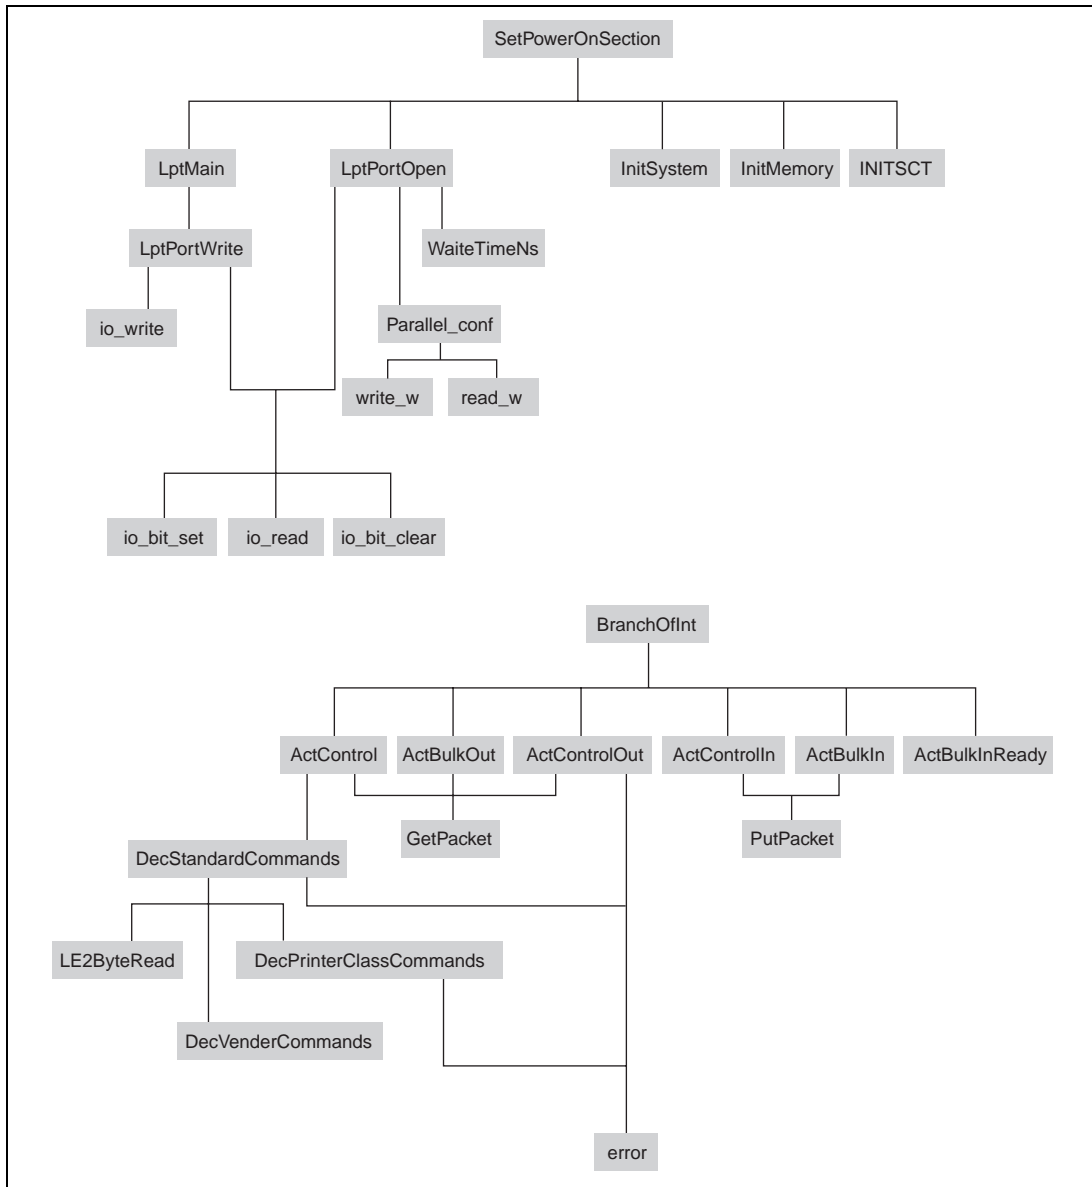 SetPowerOnSection
LptMain
LptPortOpen
InitSystem
InitMemory
INITSCT
LptPortWrite
WaiteTimeNs
io_write
Parallel_conf
write_w
read_w
io_bit_set
io_read
io_bit_clear
BranchOfInt
ActControl
ActBulkOut
ActControlOut
ActControlIn
ActBulkIn
ActBulkInReady
GetPacket
PutPacket
DecStandardCommands
LE2ByteRead
DecPrinterClassCommands
DecVenderCommands
error